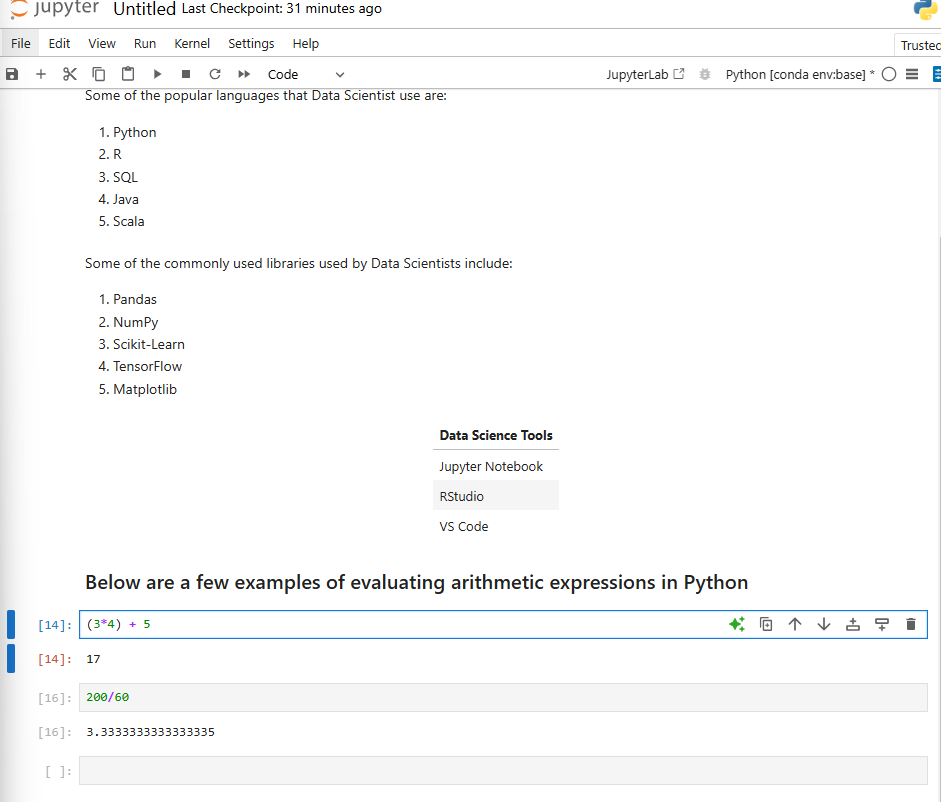 jupyter Untitled Last Checkpoint: 31 minutes ago
File Edit View Run Kernel Settings Help
Trusted
Code
JupyterLab
Python [conda env:base] *
Some of the popular languages that Data Scientist use are:
1. Python
2. R
3. SQL
4. Java
5. Scala
Some of the commonly used libraries used by Data Scientists include:
1. Pandas
2. NumPy
3. Scikit-Learn
4. TensorFlow
5. Matplotlib
Data Science Tools
Jupyter Notebook
RStudio
VS Code
Below are a few examples of evaluating arithmetic expressions in Python
[14]: (3*4) + 5
[14]: 17
[16]: 200/60
[16]: 3.3333333333333335
[ ]: